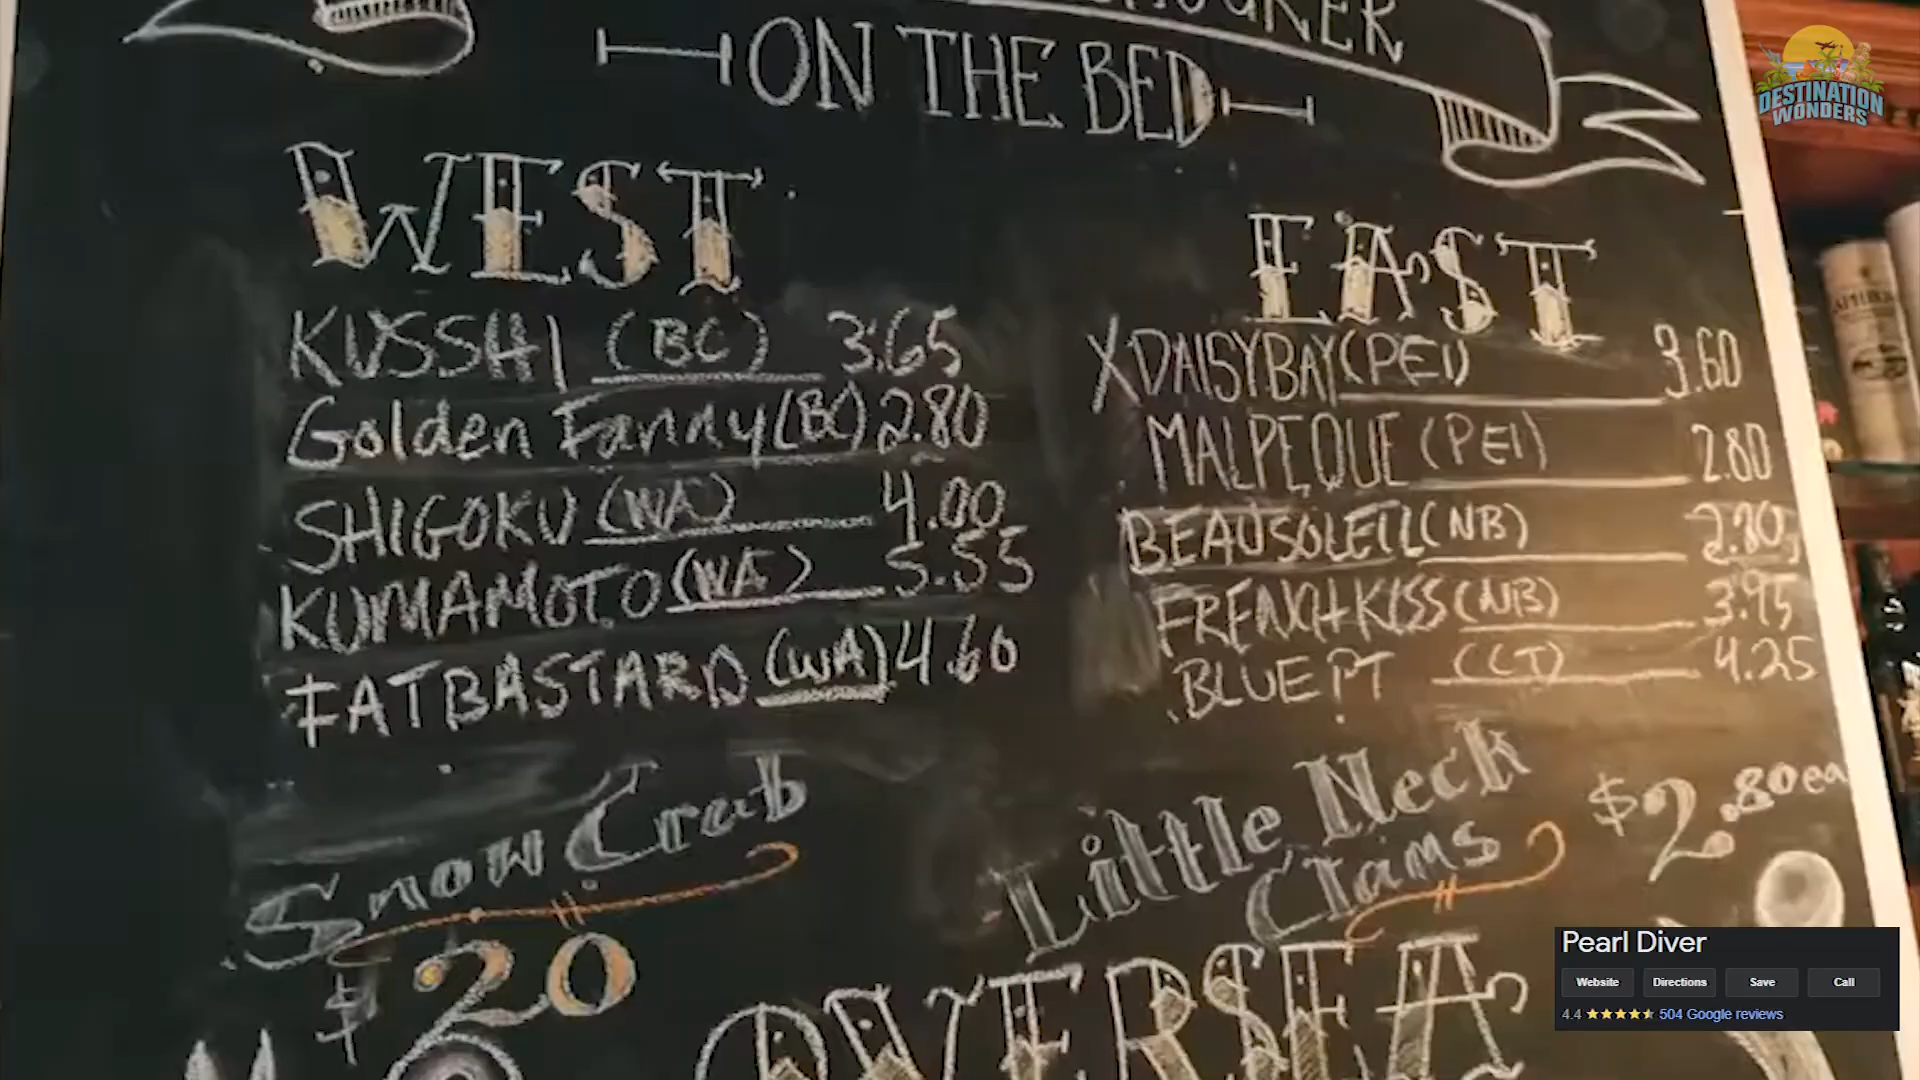 ON THE BED
DESTINATION
WONDERS
WEST
KUSSHI (BC) 3.65
Golden Fanny (BC) 2.80
SHIGOKU (WA) 4.00
KUMAMOTO (WA) 5.55
FATBASTARD (WA) 4.60
EAST
X DAISYBAY (PEI) 3.60
MALPEQUE (PEI) 2.80
BEAUSOLEIL (NB) 2.80
FRENCH KISS (NB) 3.95
BLUE PT (CT) 4.25
Snow Crab
$20
Little Neck
Clams
$2.80 ea
OVERSEA
Pearl Diver
Website Directions Save Call
4.4 504 Google reviews